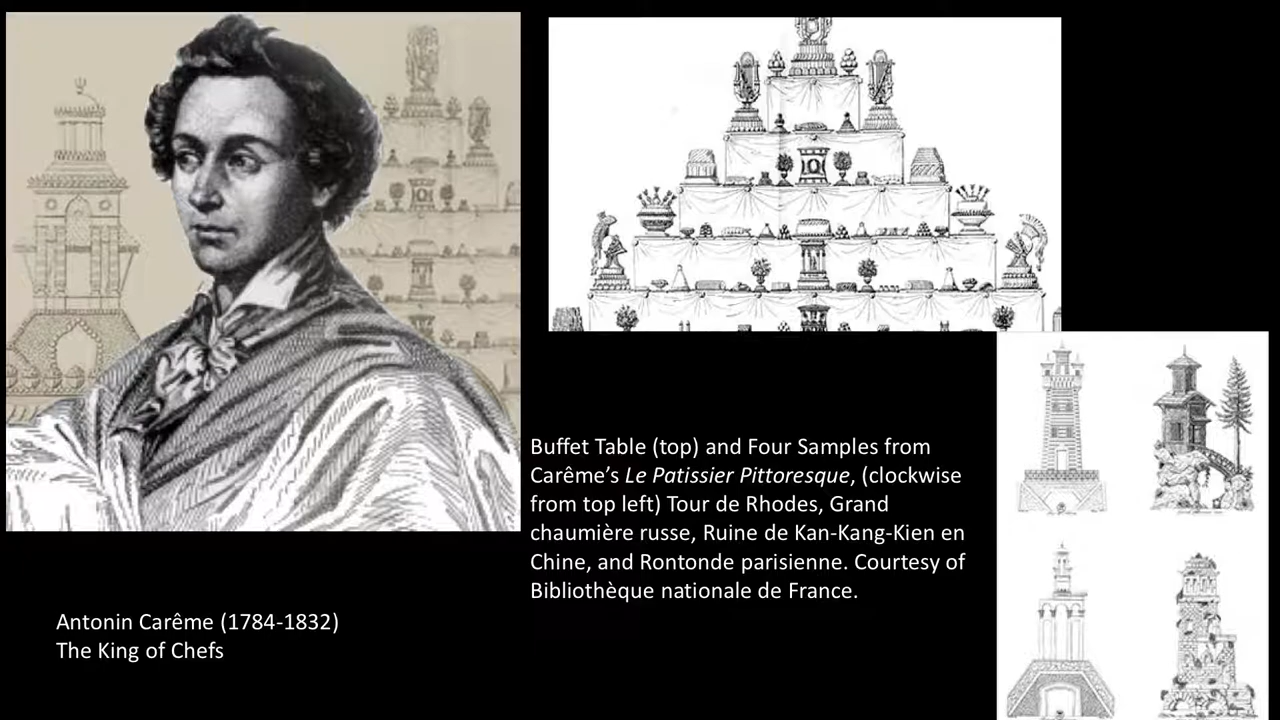 Buffet Table (top) and Four Samples from
Carême’s Le Patissier Pittoresque, (clockwise
from top left) Tour de Rhodes, Grand
chaumière russe, Ruine de Kan-Kang-Kien en
Chine, and Rontonde parisienne. Courtesy of
Bibliothèque nationale de France.
Antonin Carême (1784-1832)
The King of Chefs